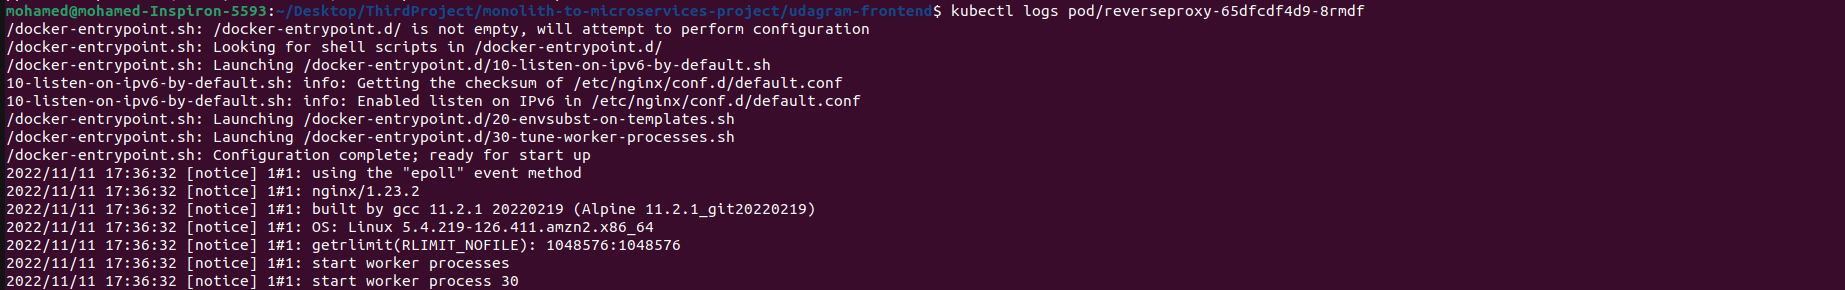 mohamed@mohamed-Inspiron-5593:~/Desktop/ThirdProject/monolith-to-microservices-project/udagram-frontend$ kubectl logs pod/reverseproxy-65dfcdf4d9-8rmdf
/docker-entrypoint.sh: /docker-entrypoint.d/ is not empty, will attempt to perform configuration
/docker-entrypoint.sh: Looking for shell scripts in /docker-entrypoint.d/
/docker-entrypoint.sh: Launching /docker-entrypoint.d/10-listen-on-ipv6-by-default.sh
10-listen-on-ipv6-by-default.sh: info: Getting the checksum of /etc/nginx/conf.d/default.conf
10-listen-on-ipv6-by-default.sh: info: Enabled listen on IPv6 in /etc/nginx/conf.d/default.conf
/docker-entrypoint.sh: Launching /docker-entrypoint.d/20-envsubst-on-templates.sh
/docker-entrypoint.sh: Launching /docker-entrypoint.d/30-tune-worker-processes.sh
/docker-entrypoint.sh: Configuration complete; ready for start up
2022/11/11 17:36:32 [notice] 1#1: using the "epoll" event method
2022/11/11 17:36:32 [notice] 1#1: nginx/1.23.2
2022/11/11 17:36:32 [notice] 1#1: built by gcc 11.2.1 20220219 (Alpine 11.2.1_git20220219)
2022/11/11 17:36:32 [notice] 1#1: OS: Linux 5.4.219-126.411.amzn2.x86_64
2022/11/11 17:36:32 [notice] 1#1: getrlimit(RLIMIT_NOFILE): 1048576:1048576
2022/11/11 17:36:32 [notice] 1#1: start worker processes
2022/11/11 17:36:32 [notice] 1#1: start worker process 30